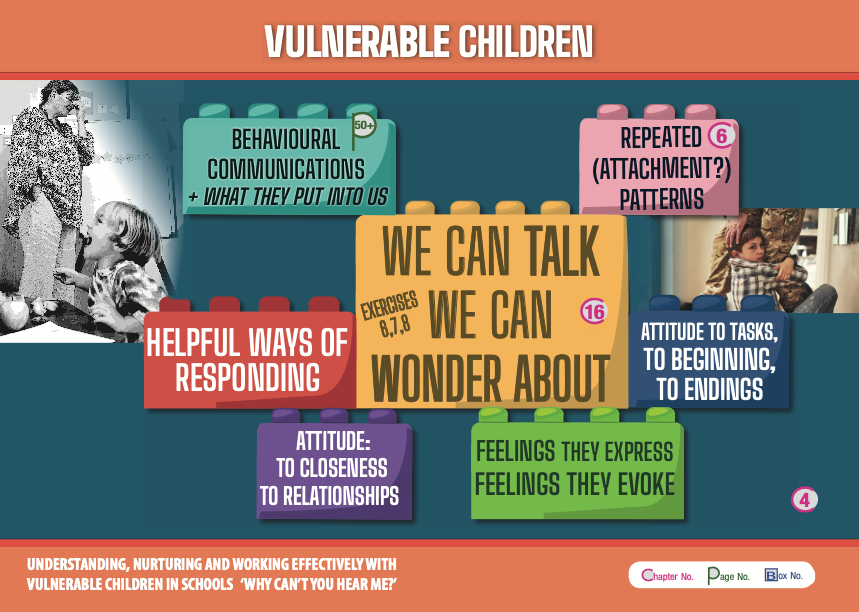 VULNERABLE CHILDREN
BEHAVIOURAL
COMMUNICATIONS
+ WHAT THEY PUT INTO US
50+
REPEATED
(ATTACHMENT?)
PATTERNS
6
WE CAN TALK
WE CAN
WONDER ABOUT
EXERCISES
6,7,8
16
HELPFUL WAYS OF
RESPONDING
ATTITUDE TO TASKS,
TO BEGINNING,
TO ENDINGS
ATTITUDE:
TO CLOSENESS
TO RELATIONSHIPS
FEELINGS THEY EXPRESS
FEELINGS THEY EVOKE
4
UNDERSTANDING, NURTURING AND WORKING EFFECTIVELY WITH
VULNERABLE CHILDREN IN SCHOOLS 'WHY CAN'T YOU HEAR ME?'
Chapter No. Page No. Box No.